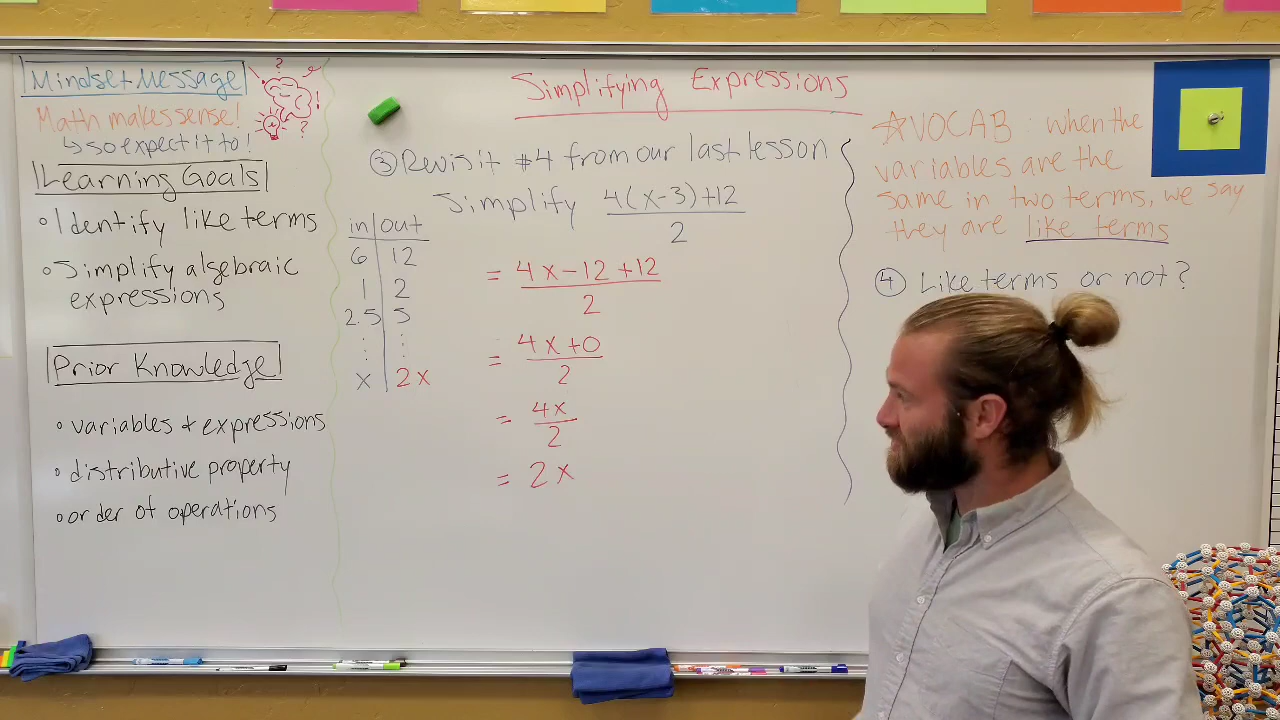 Mindset Message
Math makes sense!
↳ so expect it to!
? ! ?
Learning Goals
• Identify like terms
• Simplify algebraic
expressions
Prior Knowledge
• variables + expressions
• distributive property
• order of operations
Simplifying Expressions
③ Revisit #4 from our last lesson
Simplify 4(x-3)+12
2
in | out
6 | 12
1 | 2
2.5 | 5
⋮ | ⋮
x | 2x
= 4x-12+12
2
= 4x+0
2
= 4x
2
= 2x
☆VOCAB: when the
variables are the
same in two terms, we say
they are like terms
④ Like terms or not?